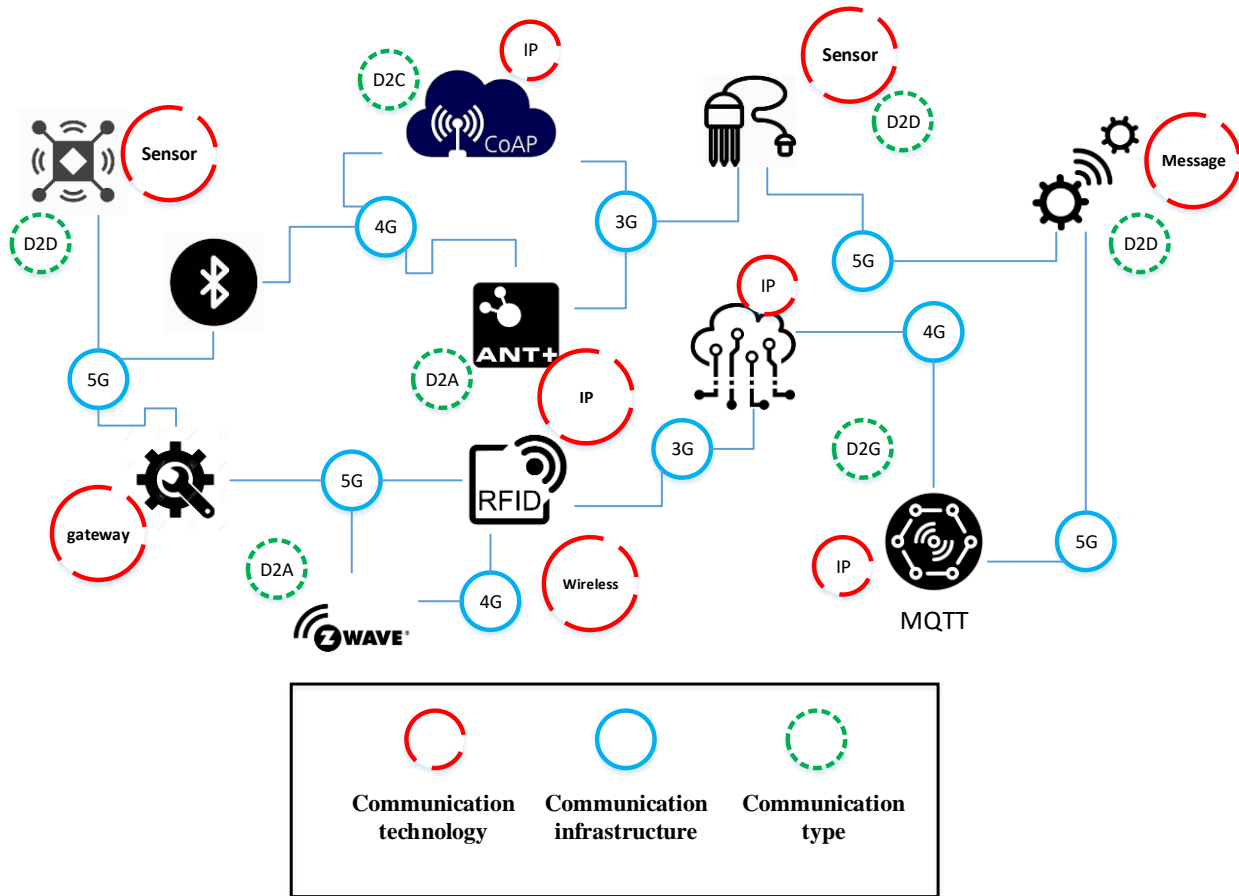 IP
D2C
Sensor
CoAP
D2D
Sensor
Message
4G
3G
D2D
D2D
5G
IP
4G
ANT+
5G
D2A
IP
3G
D2G
5G
RFID
gateway
D2A
5G
IP
Wireless
4G
Z WAVE®
MQTT
Communication
technology
Communication
infrastructure
Communication
type